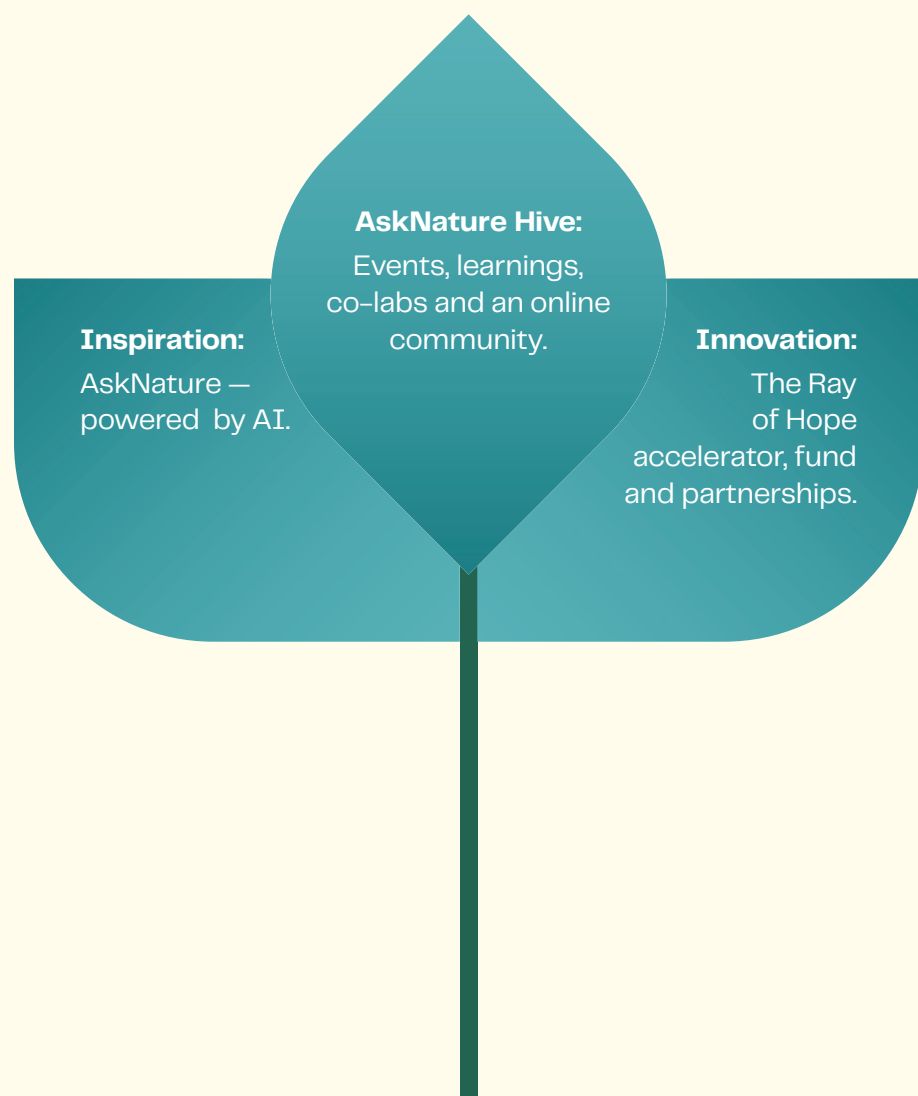 AskNature Hive:
Events, learnings,
co-labs and an online
community.
Inspiration:
AskNature —
powered  by AI.
Innovation:
The Ray
of Hope
accelerator, fund
and partnerships.